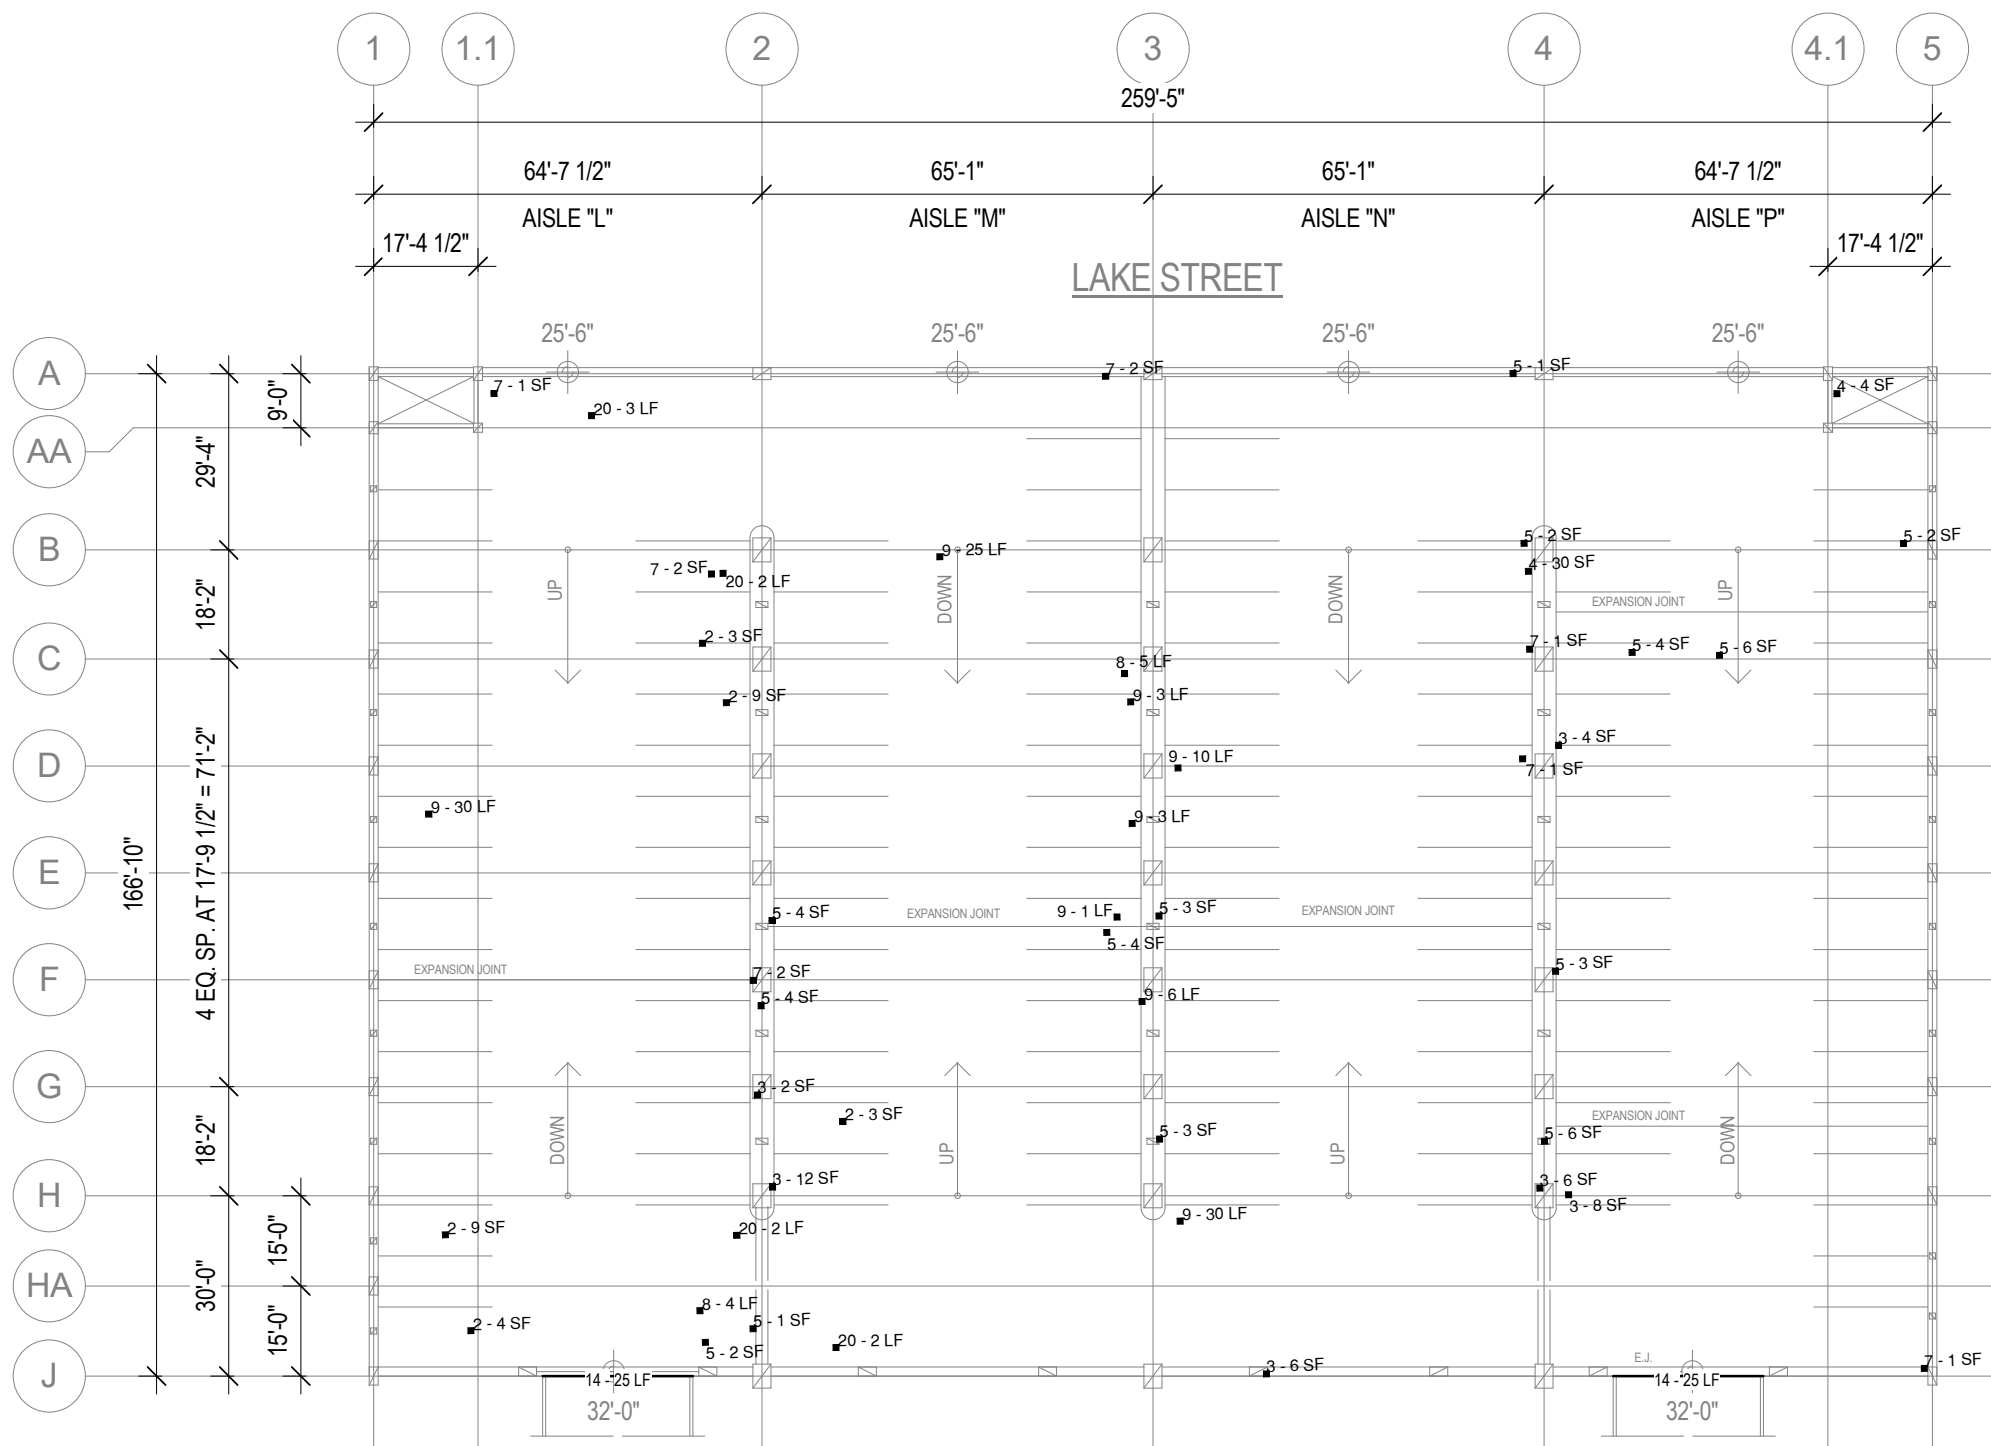 1 1.1 2 3 4 4.1 5
259'-5"
64'-7 1/2" 65'-1" 65'-1" 64'-7 1/2"
AISLE "L" AISLE "M" AISLE "N" AISLE "P"
17'-4 1/2" 17'-4 1/2"
LAKE STREET
25'-6" 25'-6" 25'-6" 25'-6"
A
7 - 2 SF
5 - 1 SF
7 - 1 SF
4 - 4 SF
9'-0"
20 - 3 LF
AA
29'-4"
B
5 - 2 SF
5 - 2 SF
9 - 25 LF
4 - 30 SF
7 - 2 SF
20 - 2 LF
UP
DOWN
DOWN
UP
18'-2"
EXPANSION JOINT
2 - 3 SF
7 - 1 SF
5 - 4 SF
5 - 6 SF
C
8 - 5 LF
2 - 9 SF
9 - 3 LF
3 - 4 SF
D
9 - 10 LF
7 - 1 SF
4 EQ. SP. AT 17'-9 1/2" = 71'-2"
9 - 30 LF
9 - 3 LF
166'-10"
E
5 - 4 SF
EXPANSION JOINT
9 - 1 LF
5 - 3 SF
EXPANSION JOINT
5 - 4 SF
F
EXPANSION JOINT
7 - 2 SF
5 - 3 SF
5 - 4 SF
9 - 6 LF
G
3 - 2 SF
2 - 3 SF
EXPANSION JOINT
18'-2"
DOWN
UP
5 - 3 SF
UP
5 - 6 SF
DOWN
H
3 - 12 SF
3 - 6 SF
3 - 8 SF
15'-0"
2 - 9 SF
20 - 2 LF
9 - 30 LF
HA
30'-0"
8 - 4 LF
5 - 1 SF
2 - 4 SF
15'-0"
5 - 2 SF
20 - 2 LF
E.J.
J
3 - 6 SF
7 - 1 SF
14 - 25 LF
14 - 25 LF
32'-0"
32'-0"